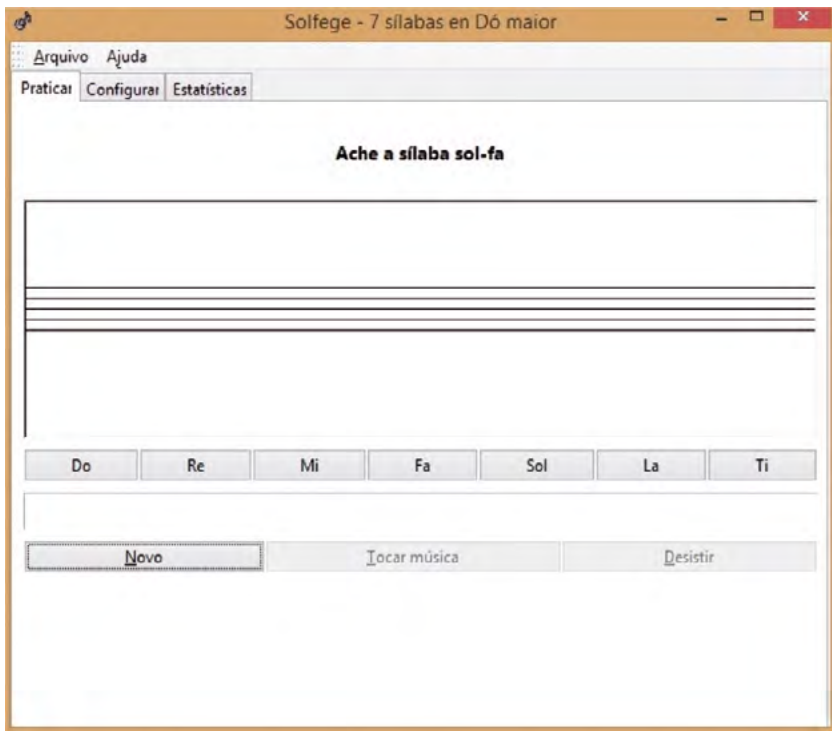 Solfege - 7 sílabas en Dó maior
Arquivo Ajuda
Praticar Configurar Estatísticas
Ache a sílaba sol-fa
Do Re Mi Fa Sol La Ti
Novo Tocar música Desistir